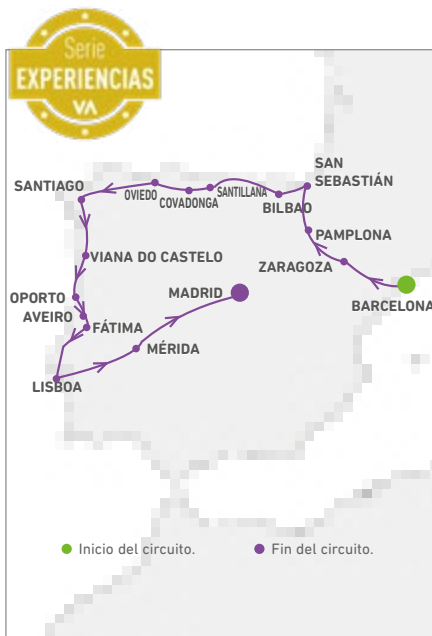 Serie
EXPERIENCIAS
VA
SAN
SEBASTIÁN
SANTIAGO
OVIEDO
COVADONGA
SANTILLANA
BILBAO
PAMPLONA
VIANA DO CASTELO
ZARAGOZA
MADRID
OPORTO
BARCELONA
AVEIRO
FÁTIMA
MÉRIDA
LISBOA
Inicio del circuito.
Fin del circuito.